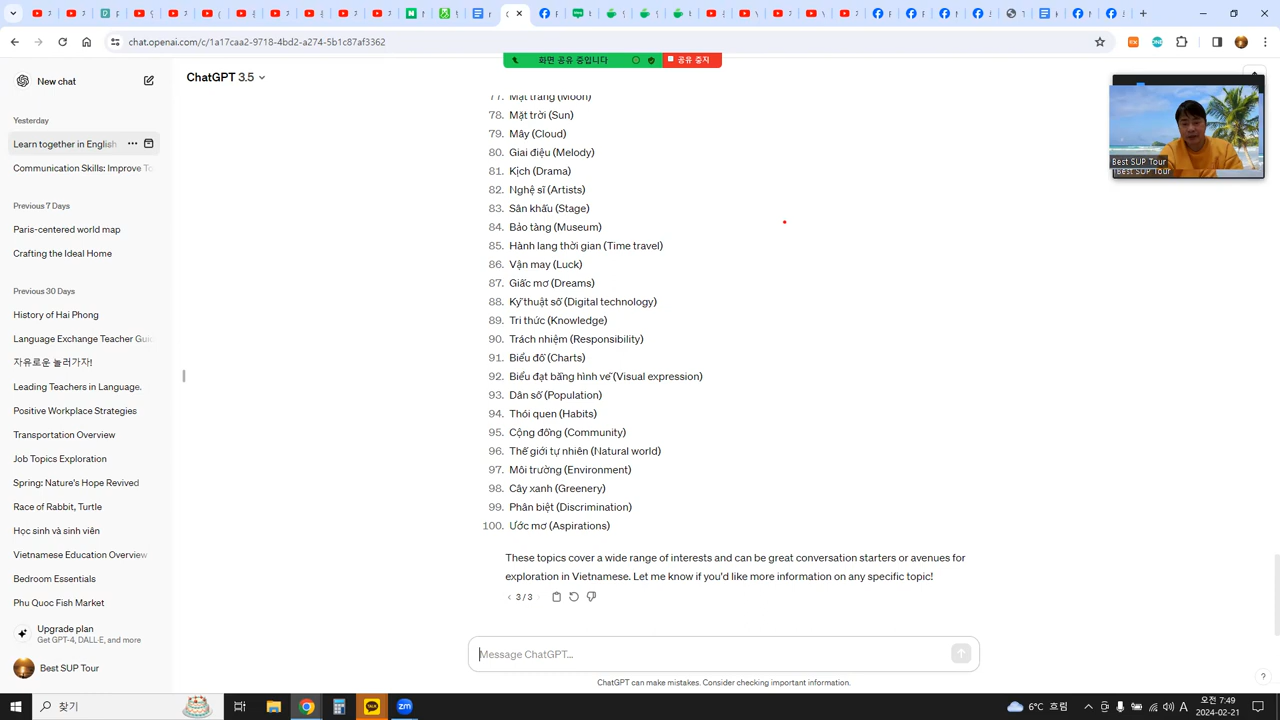 chat.openai.com/c/1a17caa2-9718-4bd2-a274-5b1c87af3362
화면 공유 중입니다
공유 중지
New chat
ChatGPT 3.5
Yesterday
Learn together in English
Communication Skills: Improve To
Previous 7 Days
Paris-centered world map
Crafting the Ideal Home
Previous 30 Days
History of Hai Phong
Language Exchange Teacher Gui
자유로운 놀러가자!
Leading Teachers in Language.
Positive Workplace Strategies
Transportation Overview
Job Topics Exploration
Spring: Nature's Hope Revived
Race of Rabbit, Turtle
Học sinh và sinh viên
Vietnamese Education Overview
Bedroom Essentials
Phu Quoc Fish Market
Upgrade plan
Get GPT-4, DALL·E, and more
Best SUP Tour
77. Mặt trăng (Moon)
78. Mặt trời (Sun)
79. Mây (Cloud)
80. Giai điệu (Melody)
81. Kịch (Drama)
82. Nghệ sĩ (Artists)
83. Sân khấu (Stage)
84. Bảo tàng (Museum)
85. Hành lang thời gian (Time travel)
86. Vận may (Luck)
87. Giấc mơ (Dreams)
88. Kỹ thuật số (Digital technology)
89. Tri thức (Knowledge)
90. Trách nhiệm (Responsibility)
91. Biểu đồ (Charts)
92. Biểu đạt bằng hình vẽ (Visual expression)
93. Dân số (Population)
94. Thói quen (Habits)
95. Cộng đồng (Community)
96. Thế giới tự nhiên (Natural world)
97. Môi trường (Environment)
98. Cây xanh (Greenery)
99. Phân biệt (Discrimination)
100. Ước mơ (Aspirations)
These topics cover a wide range of interests and can be great conversation starters or avenues for
exploration in Vietnamese. Let me know if you'd like more information on any specific topic!
3 / 3
Message ChatGPT...
ChatGPT can make mistakes. Consider checking important information.
?
Best SUP Tour
Best SUP Tour
찾기
zm
6°C 흐림
A
오전 7:49
2024-02-21